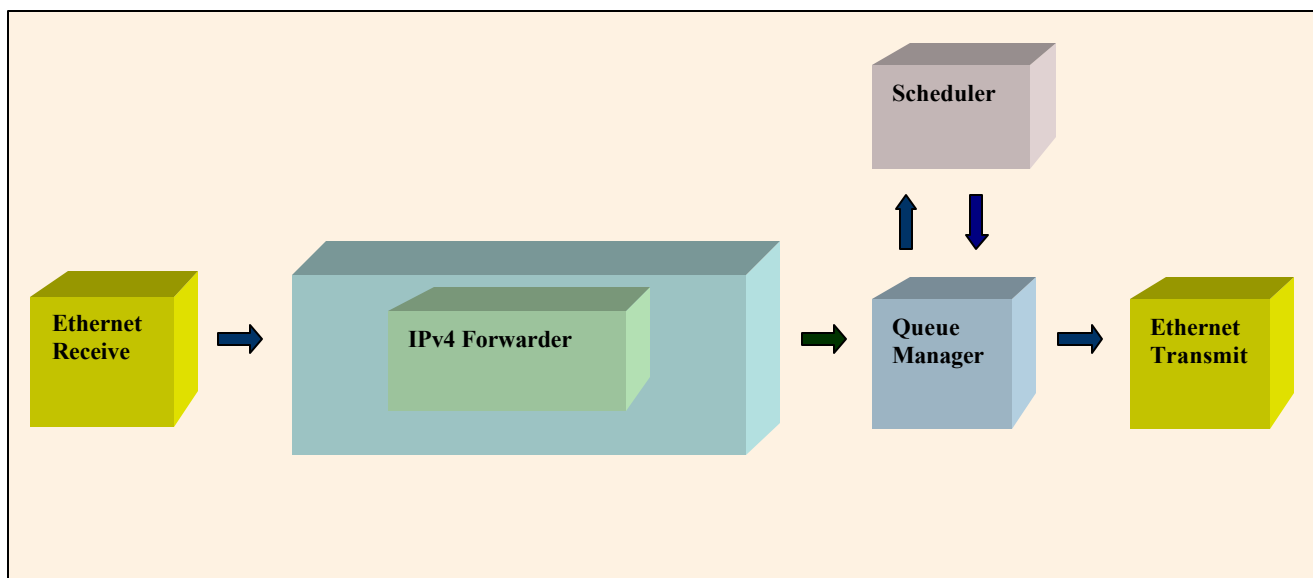 Scheduler
Ethernet
Receive
IPv4 Forwarder
Queue
Manager
Ethernet
Transmit